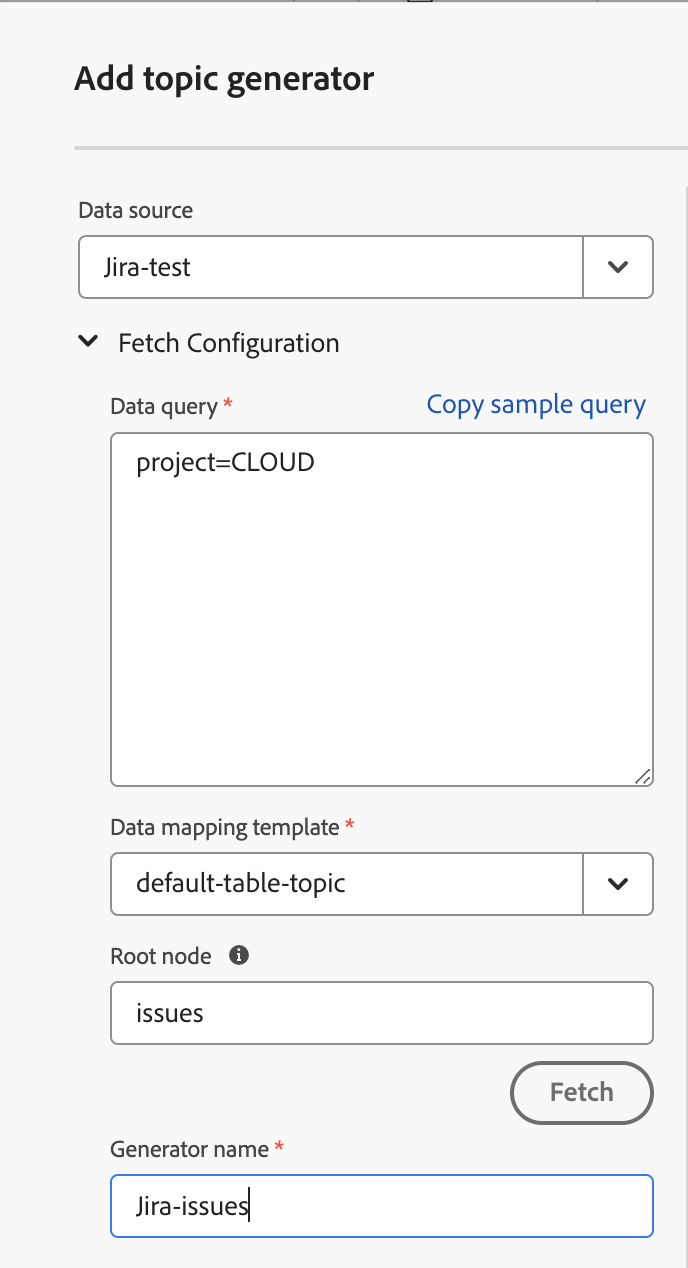 Add topic generator
Data source
Jira-test
Fetch Configuration
Data query *
Copy sample query
project=CLOUD
Data mapping template *
default-table-topic
Root node
issues
Fetch
Generator name *
Jira-issues